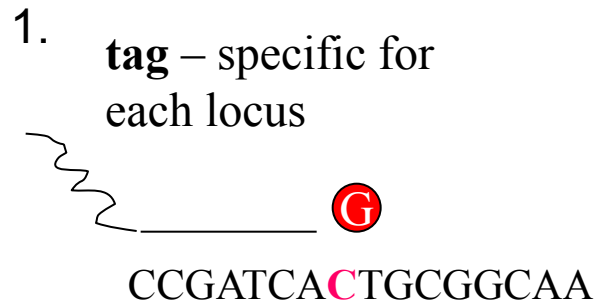 1.
tag – specific for
each locus
G
CCGATCACTGCGGCAA